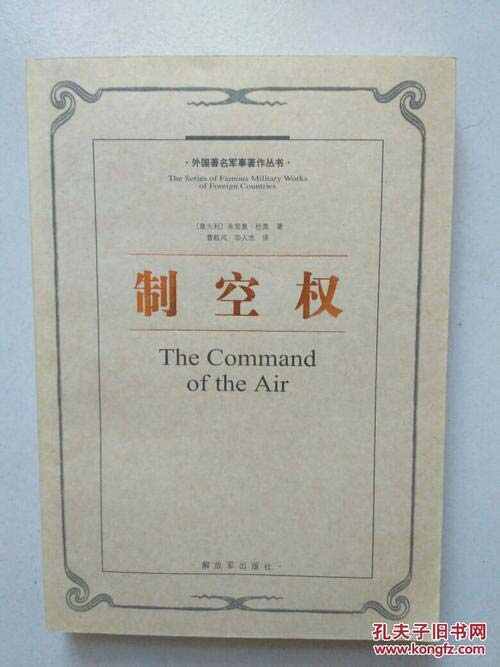 ·外国著名军事著作丛书·
The Series of Famous Military Works
of Foreign Countries
〔意大利〕朱里奥·杜黑 著
曹毅风 华人杰 译
制空权
The Command
of the Air
解放军出版社
孔夫子旧书网
www.kongfz.com